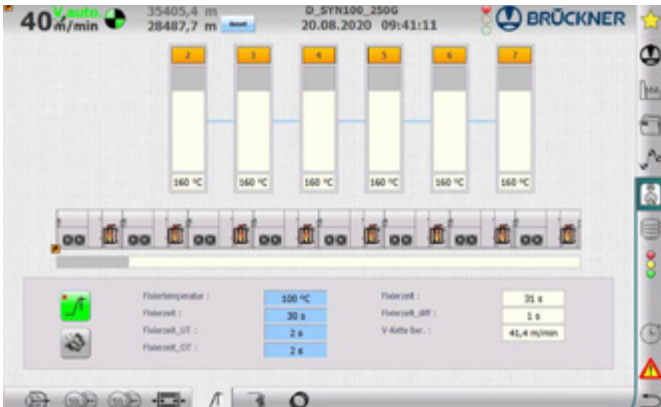 40 V.auto. m/min
35405,4 m
28487,7 m Reset
D_SYN100_250G
20.08.2020 09:41:11
BRÜCKNER
2 3 4 5 6 7
160 °C 160 °C 160 °C 160 °C 160 °C 160 °C
Fixiertemperatur : 100 °C Fixierzeit : 31 s
Fixierzeit : 30 s Fixierzeit_diff : 1 s
Fixierzeit_UT : 2 s V-Kette ber. : 41,4 m/min
Fixierzeit_OT : 2 s